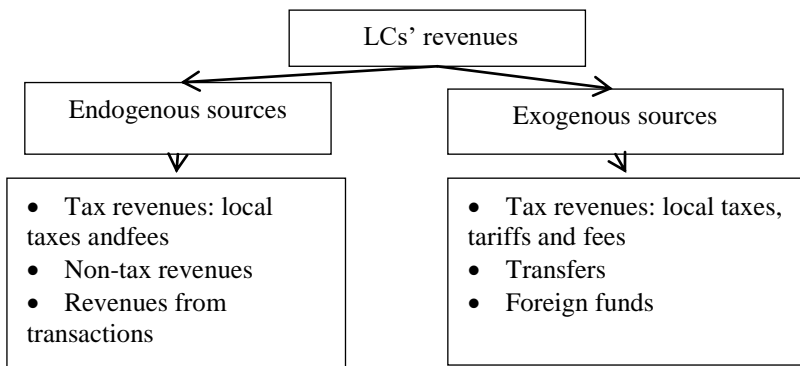 LCs’ revenues
Endogenous sources
Exogenous sources
• Tax revenues: local
taxes andfees
• Non-tax revenues
• Revenues from
transactions
• Tax revenues: local taxes,
tariffs and fees
• Transfers
• Foreign funds